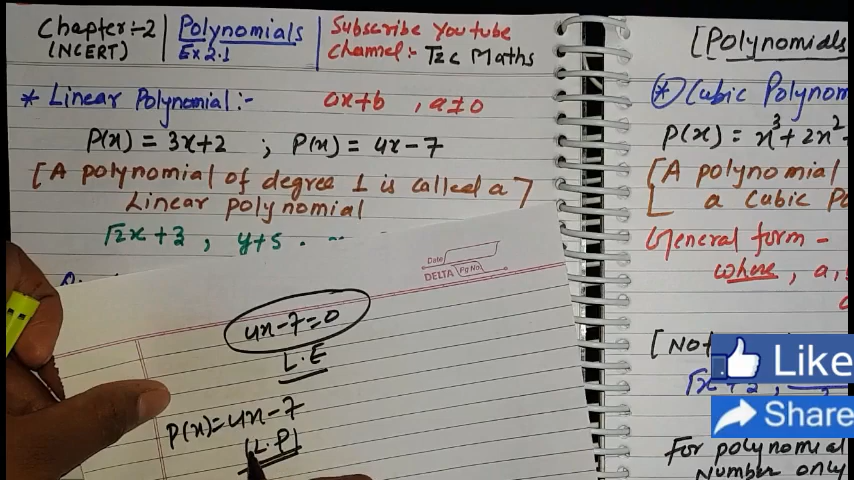 Chapter:-2
(NCERT)
Polynomials
Ex 2.1
Subscribe YouTube
Channel:- T2C Maths
* Linear Polynomial:- ax+b , a≠0
P(x) = 3x+2 ; P(x) = 4x-7
[A polynomial of degree 1 is called a]
Linear polynomial
√2x+3 , y+5 . --
Date
DELTA Pg No.
4x-7=0
L.E
P(x)=4x-7
(L.P)
[Polynomials
* Cubic Polynom
P(x) = x³+2x²-
[A polynomial
a Cubic Po
General form -
where, a,
[Not
Like
Share
For polynomial
Number only